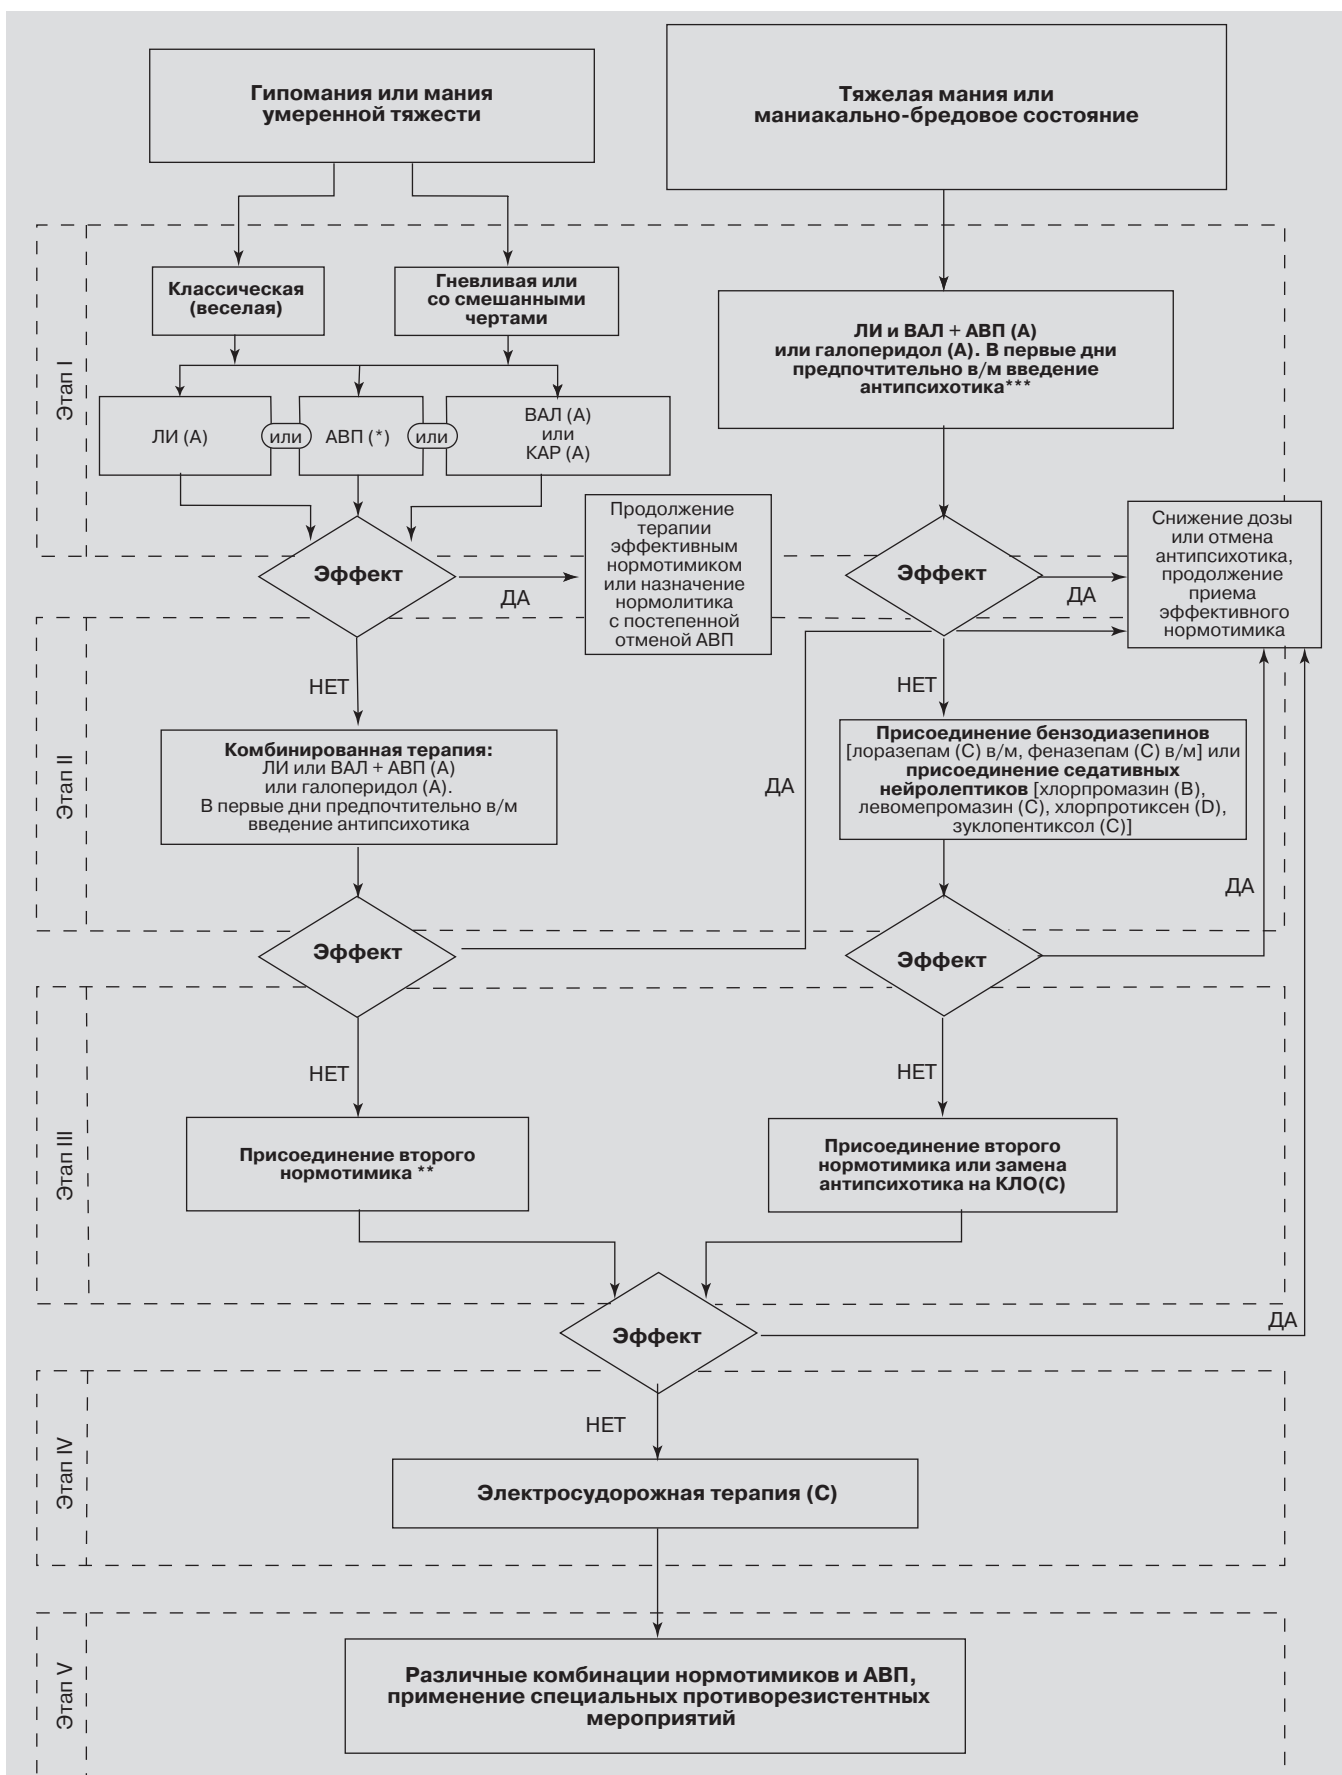 Гипомания или мания
умеренной тяжести
Тяжелая мания или
маниакально-бредовое состояние
Этап I
Классическая
(веселая)
Гневливая или
со смешанными
чертами
ЛИ и ВАЛ + АВП (А)
или галоперидол (А). В первые дни
предпочтительно в/м введение
антипсихотика***
ЛИ (А)
или
АВП (*)
или
ВАЛ (А)
или
КАР (А)
Эффект
ДА
Продолжение
терапии
эффективным
нормотимиком
или назначение
нормолитика
с постепенной
отменой АВП
Эффект
ДА
Снижение дозы
или отмена
антипсихотика,
продолжение
приема
эффективного
нормотимика
Этап II
НЕТ
НЕТ
Комбинированная терапия:
ЛИ или ВАЛ + АВП (А)
или галоперидол (А).
В первые дни предпочтительно в/м
введение антипсихотика
ДА
Присоединение бензодиазепинов
[лоразепам (С) в/м, феназепам (С) в/м] или
присоединение седативных
нейролептиков [хлорпромазин (В),
левомепромазин (С), хлорпротиксен (D),
зуклопентиксол (С)]
ДА
Эффект
Эффект
Этап III
НЕТ
НЕТ
Присоединение второго
нормотимика **
Присоединение второго
нормотимика или замена
антипсихотика на КЛО(С)
Эффект
ДА
Этап IV
НЕТ
Электросудорожная терапия (С)
Этап V
Различные комбинации нормотимиков и АВП,
применение специальных противорезистентных
мероприятий